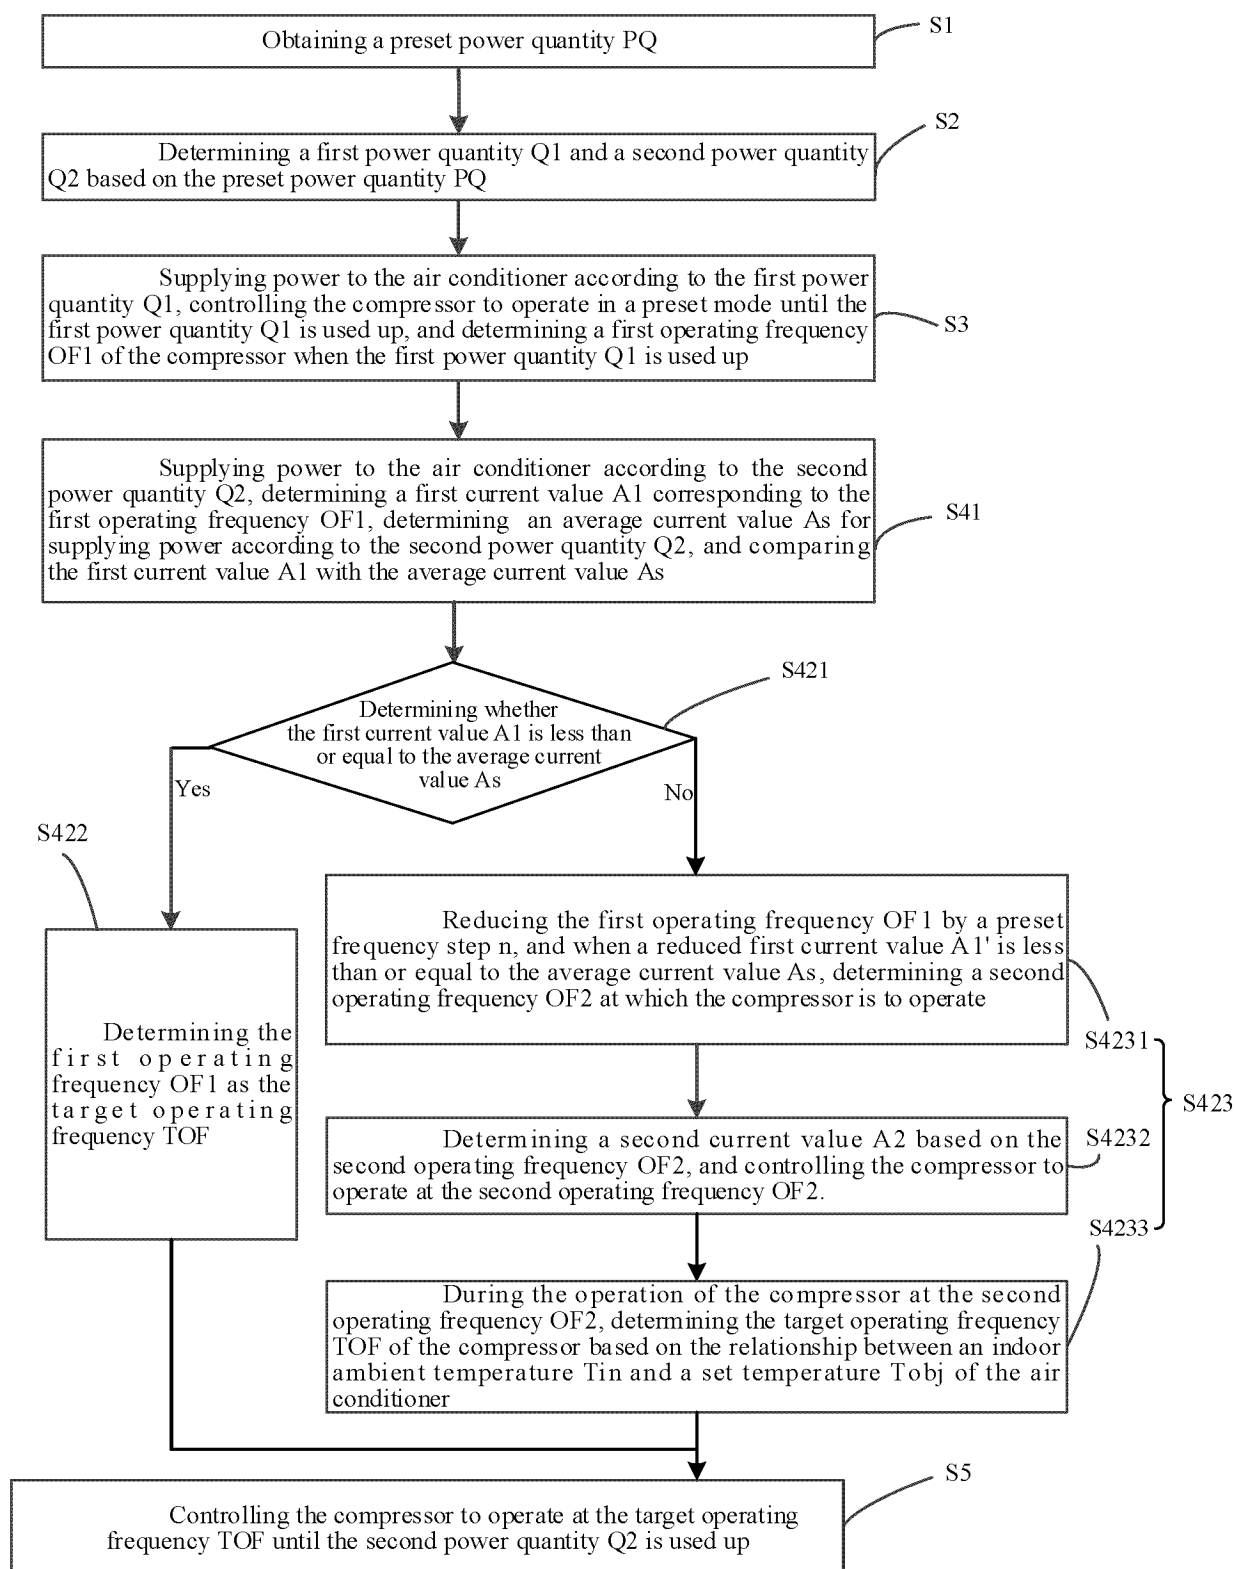 Obtaining a preset power quantity PQ
S1
S2
Determining a first power quantity Q1 and a second power quantity
Q2 based on the preset power quantity PQ
Supplying power to the air conditioner according to the first power
quantity Q1, controlling the compressor to operate in a preset mode until the
first power quantity Q1 is used up, and determining a first operating frequency
OF1 of the compressor when the first power quantity Q1 is used up
S3
Supplying power to the air conditioner according to the second
power quantity Q2, determining a first current value A1 corresponding to the
first operating frequency OF1, determining an average current value As for
supplying power according to the second power quantity Q2, and comparing
the first current value A1 with the average current value As
S41
S421
Determining whether
the first current value A1 is less than
or equal to the average current
value As
Yes
No
S422
Determining the
first operating
frequency OF1 as the
target operating
frequency TOF
Reducing the first operating frequency OF1 by a preset
frequency step n, and when a reduced first current value A1' is less
than or equal to the average current value As, determining a second
operating frequency OF2 at which the compressor is to operate
S4231
S423
Determining a second current value A2 based on the
second operating frequency OF2, and controlling the compressor to
operate at the second operating frequency OF2.
S4232
S4233
During the operation of the compressor at the second
operating frequency OF2, determining the target operating frequency
TOF of the compressor based on the relationship between an indoor
ambient temperature Tin and a set temperature Tobj of the air
conditioner
S5
Controlling the compressor to operate at the target operating
frequency TOF until the second power quantity Q2 is used up